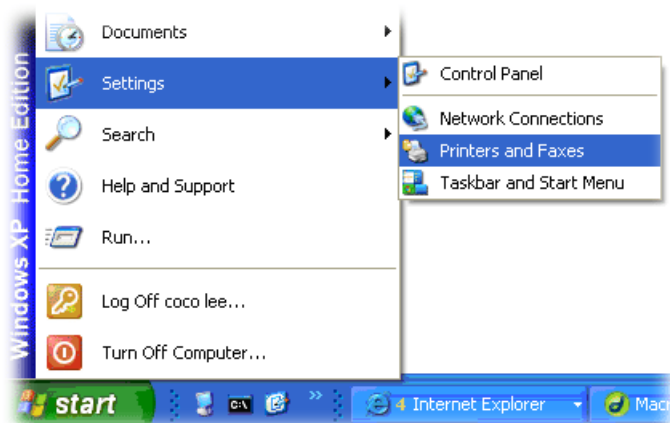 Windows XP Home Edition
Documents
Settings
Search
Help and Support
Run...
Log Off coco lee...
Turn Off Computer...
Control Panel
Network Connections
Printers and Faxes
Taskbar and Start Menu
start
C:\
»
4 Internet Explorer
Macr